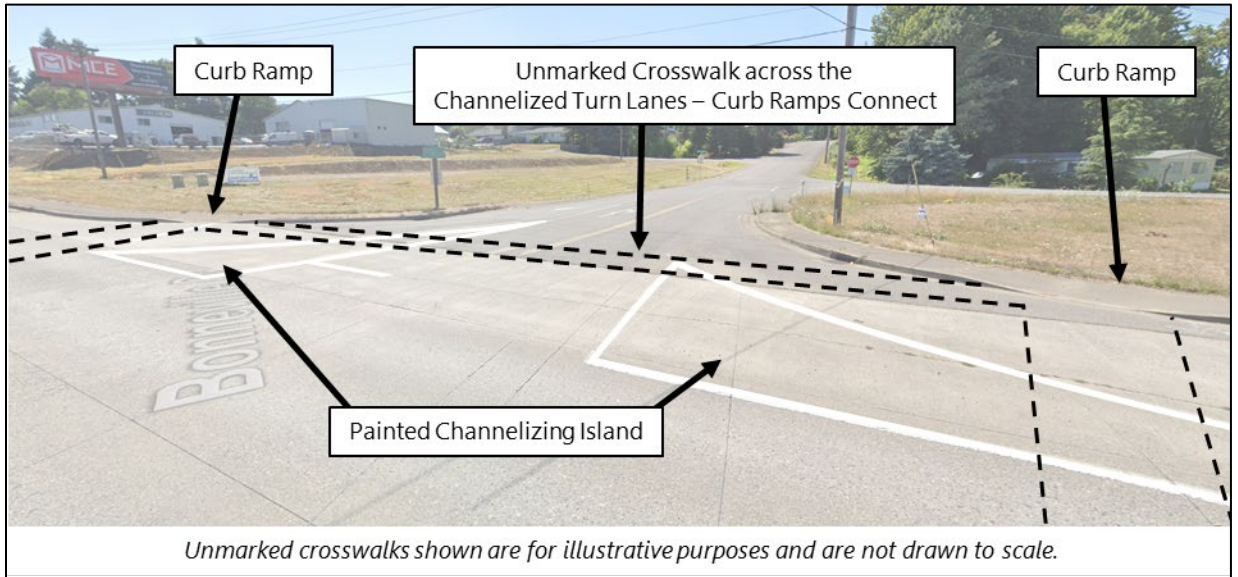 MCE
Curb Ramp
Unmarked Crosswalk across the
Channelized Turn Lanes – Curb Ramps Connect
Curb Ramp
Painted Channelizing Island
Unmarked crosswalks shown are for illustrative purposes and are not drawn to scale.